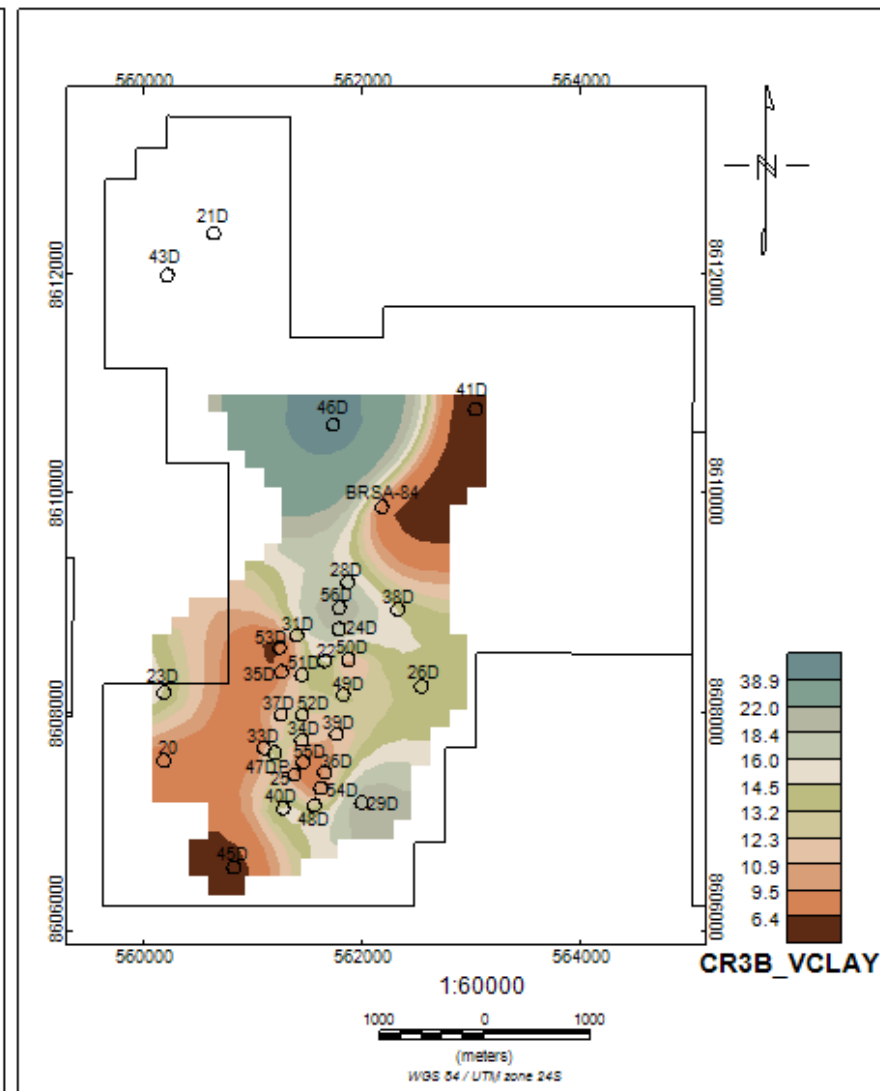 560000 562000 564000
N
21D
43D
8612000 8612000
41D
46D
8610000 8610000
BRSA-84
28D
56D
38D
31D
24D
53D
22
50D
35D
51D
26D
23D
49D
8608000 8608000
37D
52D
39D
34D
33D
20
55D
47DP
36D
25
54D
40D
29D
48D
45D
8606000 8606000
38.9
22.0
18.4
16.0
14.5
13.2
12.3
10.9
9.5
6.4
560000 562000 564000
CR3B_VCLAY
1:60000
1000 0 1000
(meters)
WGS 84 / UTM zone 24S